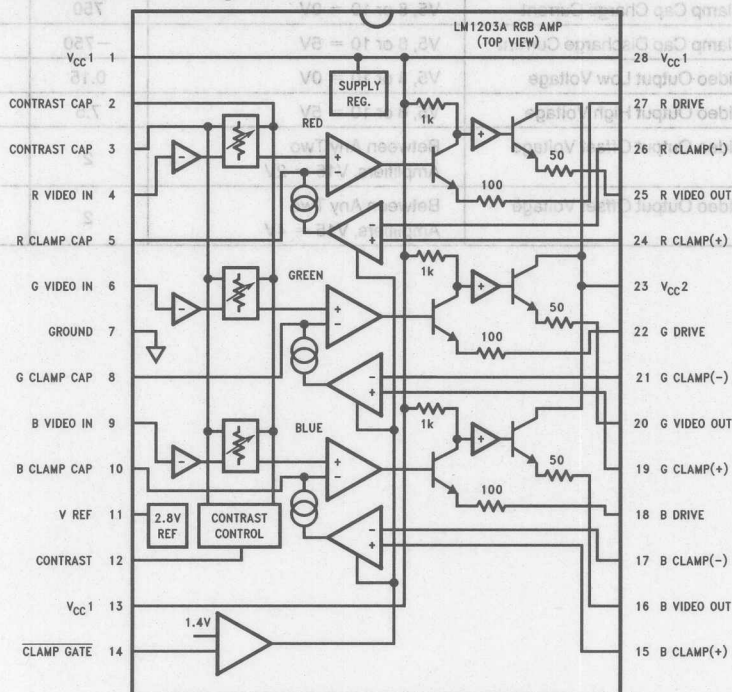 LM1203A RGB AMP
(TOP VIEW)
VCC1 1
CONTRAST CAP 2
CONTRAST CAP 3
R VIDEO IN 4
R CLAMP CAP 5
G VIDEO IN 6
GROUND 7
G CLAMP CAP 8
B VIDEO IN 9
B CLAMP CAP 10
V REF 11
CONTRAST 12
VCC1 13
CLAMP GATE 14
28 VCC1
27 R DRIVE
26 R CLAMP(-)
25 R VIDEO OUT
24 R CLAMP(+)
23 VCC2
22 G DRIVE
21 G CLAMP(-)
20 G VIDEO OUT
19 G CLAMP(+)
18 B DRIVE
17 B CLAMP(-)
16 B VIDEO OUT
15 B CLAMP(+)
SUPPLY
REG.
RED
-
+
-
-
+
1k
+
50
100
GREEN
-
+
-
-
+
1k
+
50
100
BLUE
-
+
-
-
+
1k
+
50
100
2.8V
REF
CONTRAST
CONTROL
1.4V